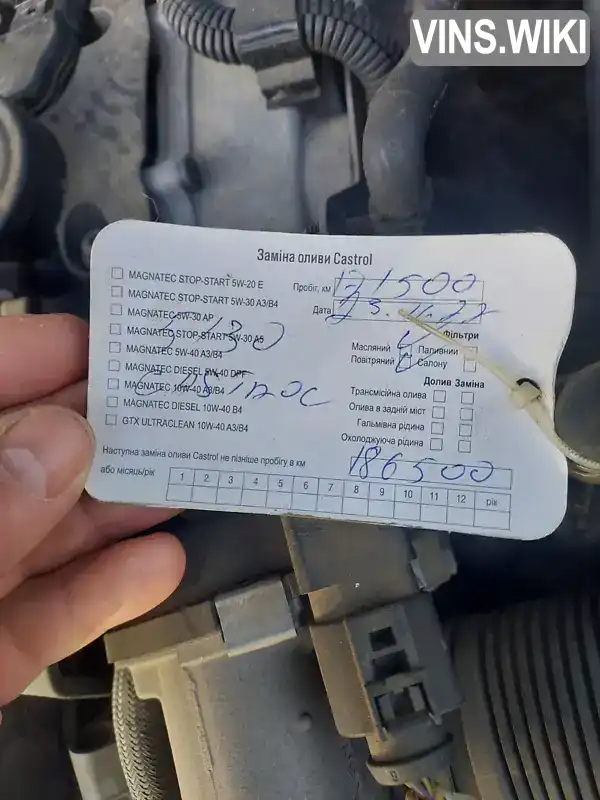 VINS.WIKI
Заміна оливи Castrol
MAGNATEC STOP-START 5W-20 E
MAGNATEC STOP-START 5W-30 A3/B4
MAGNATEC 5W-30 AP
MAGNATEC STOP-START 5W-30 A5
MAGNATEC 5W-40 A3/B4
MAGNATEC DIESEL 5W-40 DPF
MAGNATEC 10W-40 A3/B4
MAGNATEC DIESEL 10W-40 B4
GTX ULTRACLEAN 10W-40 A3/B4
Пробіг, км
Дата
Фільтри
Масляний Паливний
Повітряний Салону
Долив Заміна
Трансмісійна олива
Олива в задній міст
Гальмівна рідина
Охолоджуюча рідина
Наступна заміна оливи Castrol не пізніше пробігу в км 186500
або місяць/рік 1 2 3 4 5 6 7 8 9 10 11 12 рік